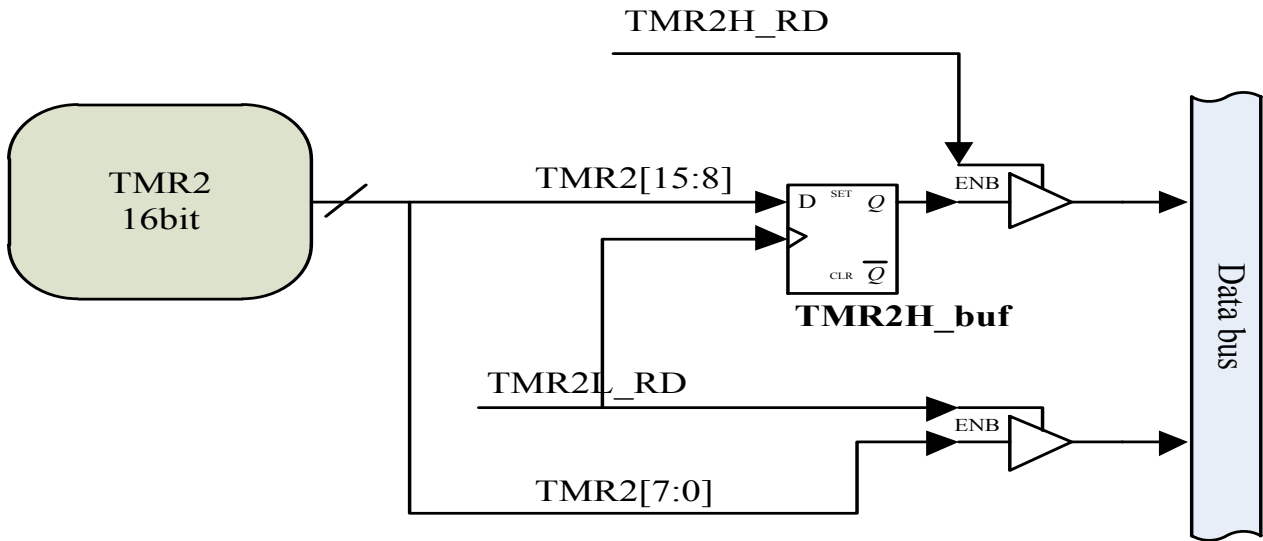 TMR2H_RD
TMR2
16bit
TMR2[15:8]
D SET Q
CLR Q
TMR2H_buf
ENB
TMR2L_RD
ENB
TMR2[7:0]
Data bus